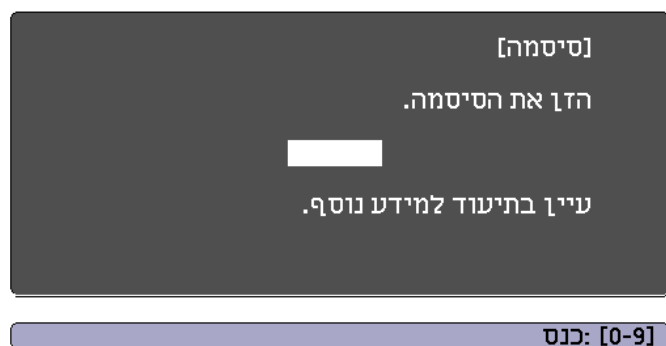 [סיסמה]
הזן את הסיסמה.
עיין בתיעוד למידע נוסף.
[0-9] :כנס